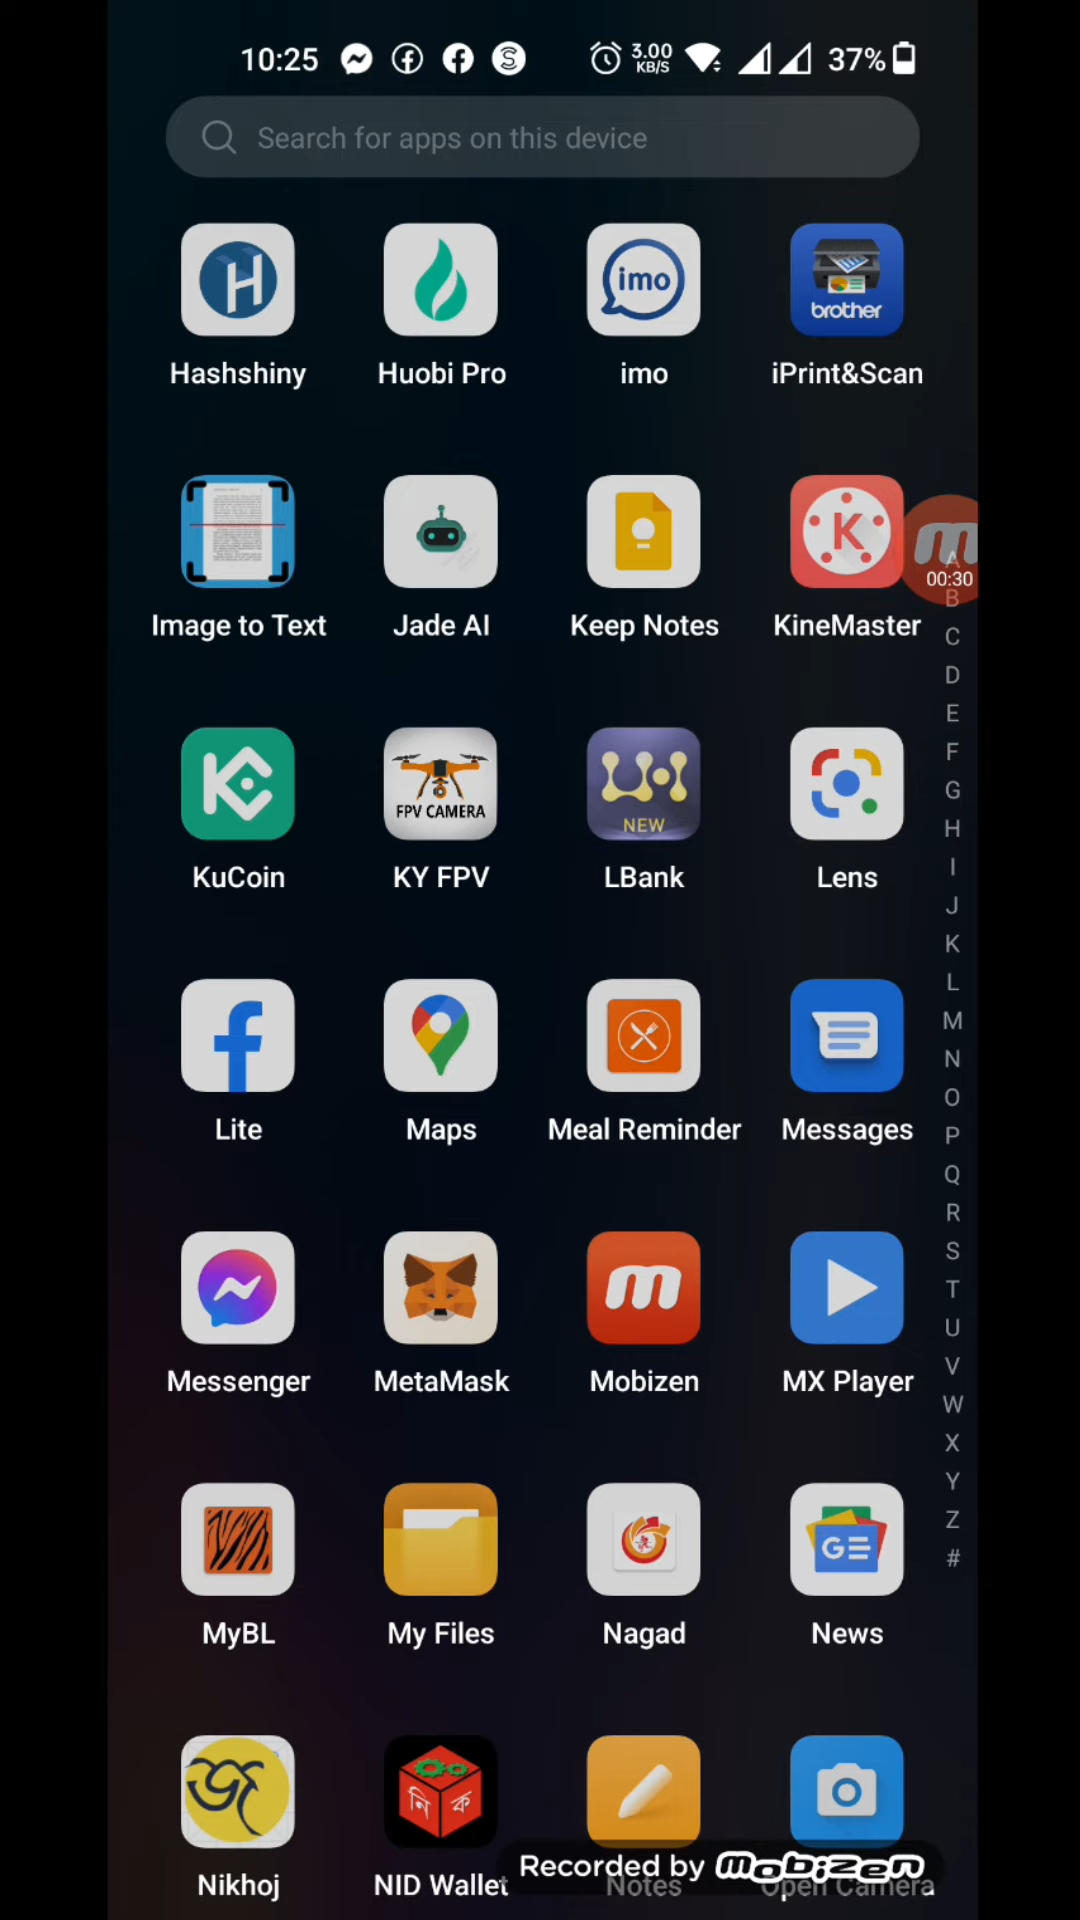 10:25 3.00 KB/S 37%
Search for apps on this device
imo brother
Hashshiny Huobi Pro imo iPrint&Scan
00:30
Image to Text Jade AI Keep Notes KineMaster
FPV CAMERA NEW
KuCoin KY FPV LBank Lens
Lite Maps Meal Reminder Messages
Messenger MetaMask Mobizen MX Player
MyBL My Files Nagad News
নি ক
Nikhoj NID Wallet Notes Open Camera
Recorded by mobizen
A
B
C
D
E
F
G
H
I
J
K
L
M
N
O
P
Q
R
S
T
U
V
W
X
Y
Z
#